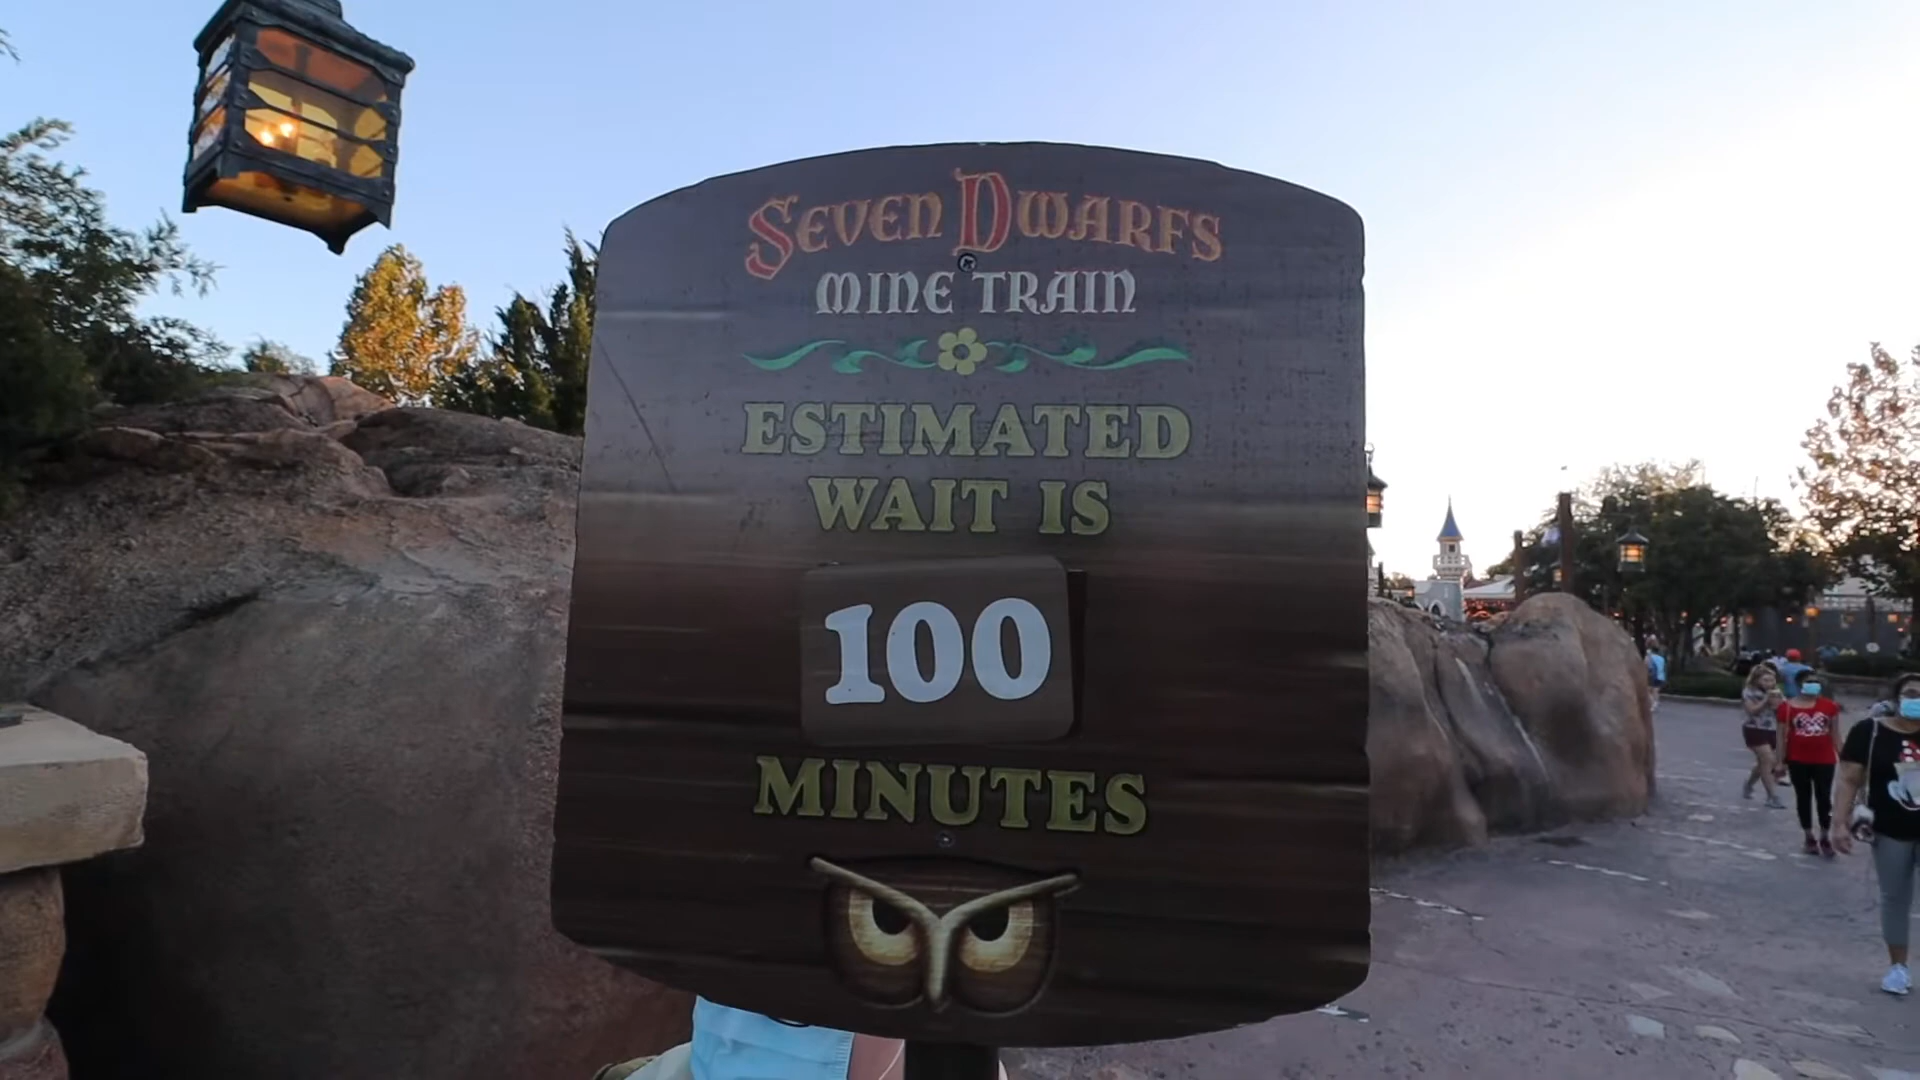 SEVEN DWARFS
MINE TRAIN
ESTIMATED
WAIT IS
100
MINUTES